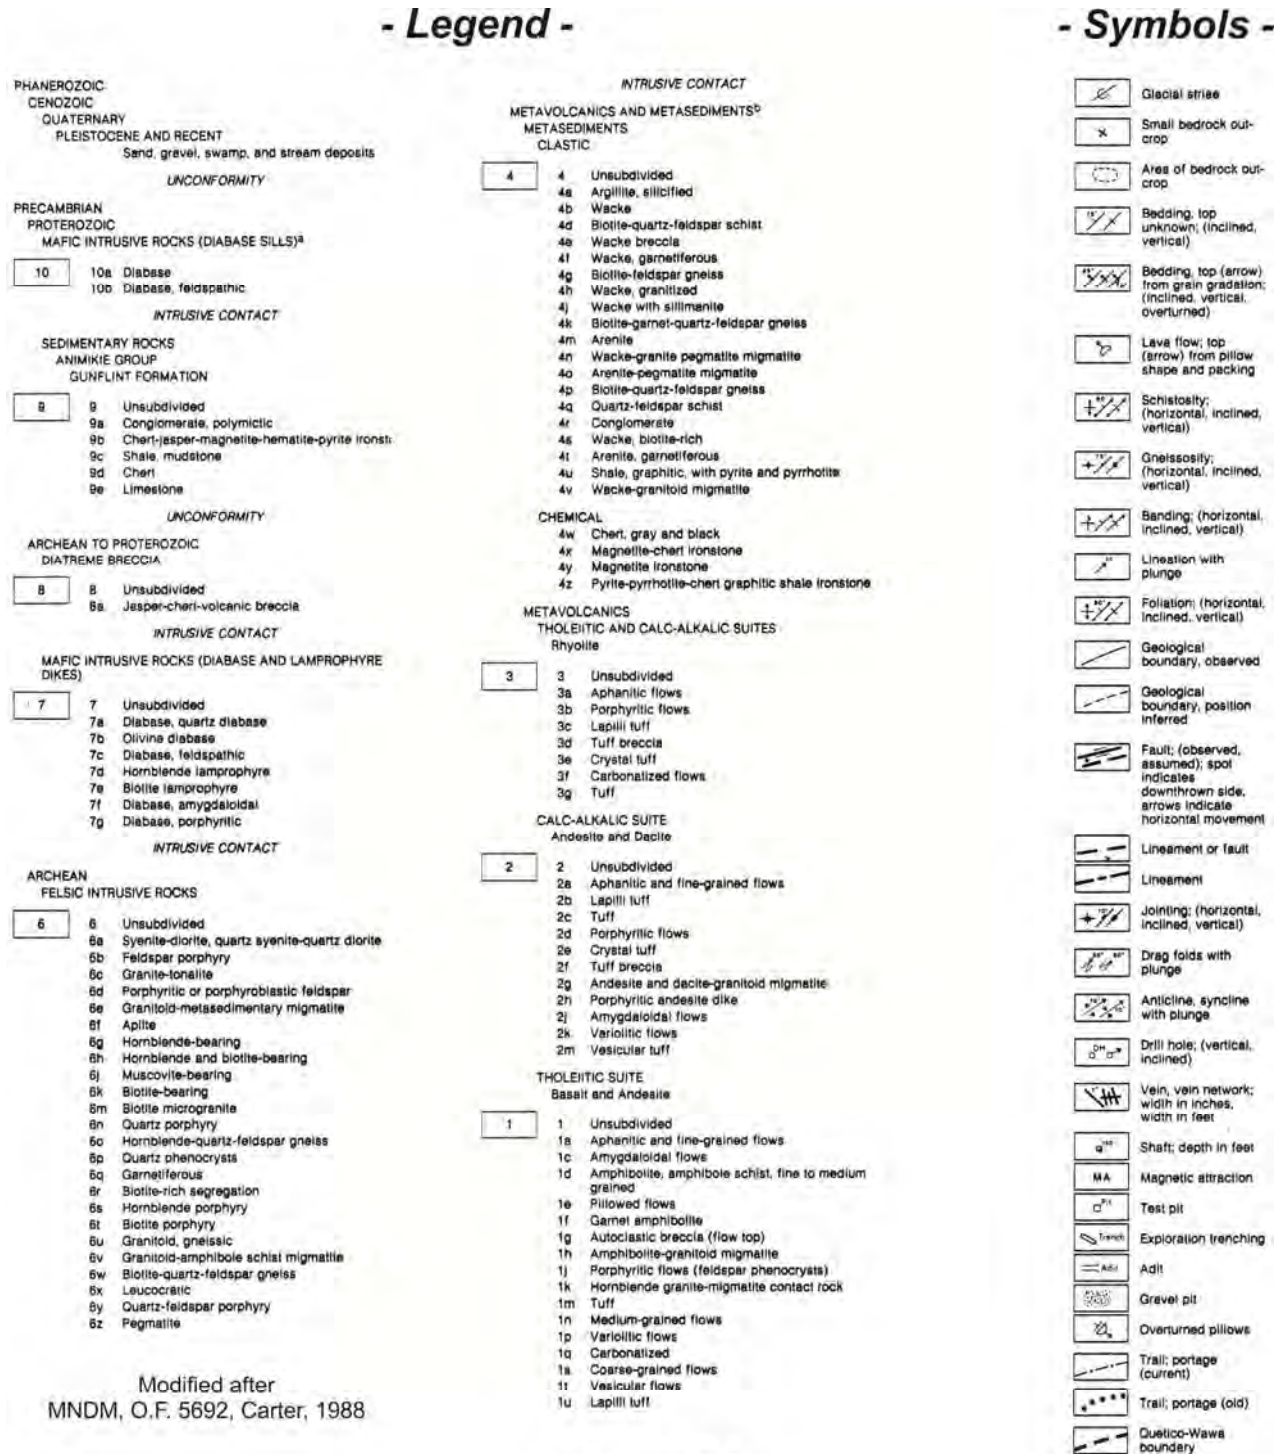 - Legend -
PHANEROZOIC
CENOZOIC
QUATERNARY
PLEISTOCENE AND RECENT
Sand, gravel, swamp, and stream deposits
UNCONFORMITY
PRECAMBRIAN
PROTEROZOIC
MAFIC INTRUSIVE ROCKS (DIABASE SILLS)ᵃ
10 10a Diabase
10b Diabase, feldspathic
INTRUSIVE CONTACT
SEDIMENTARY ROCKS
ANIMIKIE GROUP
GUNFLINT FORMATION
9 9 Unsubdivided
9a Conglomerate, polymictic
9b Chert-jasper-magnetite-hematite-pyrite
9c Shale, mudstone
9d Chert
9e Limestone
UNCONFORMITY
ARCHEAN TO PROTEROZOIC
DIATREME BRECCIA
8 8 Unsubdivided
8a Jasper-chert-volcanic breccia
INTRUSIVE CONTACT
MAFIC INTRUSIVE ROCKS (DIABASE AND LAMPROPHYRE
DIKES)
7 7 Unsubdivided
7a Diabase, quartz diabase
7b Olivine diabase
7c Diabase, feldspathic
7d Hornblende lamprophyre
7e Biotite lamprophyre
7f Diabase, amygdaloidal
7g Diabase, porphyritic
INTRUSIVE CONTACT
ARCHEAN
FELSIC INTRUSIVE ROCKS
6 6 Unsubdivided
6a Syenite-diorite, quartz syenite-quartz diorite
6b Feldspar porphyry
6c Granite-tonalite
6d Porphyritic or porphyroblastic feldspar
6e Granitoid-metasedimentary migmatite
6f Aplite
6g Hornblende-bearing
6h Hornblende and biotite-bearing
6j Muscovite-bearing
6k Biotite-bearing
6m Biotite microgranite
6n Quartz porphyry
6o Hornblende-quartz-feldspar gneiss
6p Quartz phenocrysts
6q Garnetiferous
6r Biotite-rich segregation
6s Hornblende porphyry
6t Biotite porphyry
6u Granitoid, gneissic
6v Granitoid-amphibole schist migmatite
6w Biotite-quartz-feldspar gneiss
6x Leucocratic
6y Quartz-feldspar porphyry
6z Pegmatite
Modified after
MNDM, O.F. 5692, Carter, 1988
INTRUSIVE CONTACT
METAVOLCANICS AND METASEDIMENTSᵇ
METASEDIMENTS
CLASTIC
4 4 Unsubdivided
4a Argillite, silicified
4b Wacke
4d Biotite-quartz-feldspar schist
4e Wacke breccia
4f Wacke, garnetiferous
4g Biotite-feldspar gneiss
4h Wacke, granitized
4j Wacke with sillimanite
4k Biotite-garnet-quartz-feldspar gneiss
4m Arenite
4n Wacke-granite pegmatite migmatite
4o Arenite-pegmatite migmatite
4p Biotite-quartz-feldspar gneiss
4q Quartz-feldspar schist
4r Conglomerate
4s Wacke, biotite-rich
4t Arenite, garnetiferous
4u Shale, graphitic, with pyrite and pyrrhotite
4v Wacke-granitoid migmatite
CHEMICAL
4w Chert, gray and black
4x Magnetite-chert ironstone
4y Magnetite ironstone
4z Pyrite-pyrrhotite-chert graphitic shale ironstone
METAVOLCANICS
THOLEIITIC AND CALC-ALKALIC SUITES
Rhyolite
3 3 Unsubdivided
3a Aphanitic flows
3b Porphyritic flows
3c Lapilli tuff
3d Tuff breccia
3e Crystal tuff
3f Carbonatized flows
3g Tuff
CALC-ALKALIC SUITE
Andesite and Dacite
2 2 Unsubdivided
2a Aphanitic and fine-grained flows
2b Lapilli tuff
2c Tuff
2d Porphyritic flows
2e Crystal tuff
2f Tuff breccia
2g Andesite and dacite-granitoid migmatite
2h Porphyritic andesite dike
2j Amygdaloidal flows
2k Variolitic flows
2m Vesicular tuff
THOLEIITIC SUITE
Basalt and Andesite
1 1 Unsubdivided
1a Aphanitic and fine-grained flows
1c Amygdaloidal flows
1d Amphibolite, amphibole schist, fine to medium
grained
1e Pillowed flows
1f Garnet amphibolite
1g Autoclastic breccia (flow top)
1h Amphibolite-granitoid migmatite
1j Porphyritic flows (feldspar phenocrysts)
1k Hornblende granite-migmatite contact rock
1m Tuff
1n Medium-grained flows
1p Variolitic flows
1q Carbonatized
1s Coarse-grained flows
1t Vesicular flows
1u Lapilli tuff
- Symbols -
Glacial striae
Small bedrock out-
crop
Area of bedrock out-
crop
Bedding, top
unknown; (inclined,
vertical)
Bedding, top (arrow)
from grain gradation;
(inclined, vertical,
overturned)
Lava flow; top
(arrow) from pillow
shape and packing
Schistosity;
(horizontal, inclined,
vertical)
Gneissosity;
(horizontal, inclined,
vertical)
Banding; (horizontal,
inclined, vertical)
Lineation with
plunge
Foliation; (horizontal,
inclined, vertical)
Geological
boundary, observed
Geological
boundary, position
inferred
Fault; (observed,
assumed); spot
indicates
downthrown side,
arrows indicate
horizontal movement
Lineament or fault
Lineament
Jointing; (horizontal,
inclined, vertical)
Drag folds with
plunge
Anticline, syncline
with plunge
DH Drill hole; (vertical,
inclined)
Vein, vein network;
width in inches,
width in feet
Shaft; depth in feet
MA Magnetic attraction
Pit Test pit
Trench Exploration trenching
Adit Adit
Gravel pit
Overturned pillows
Trail; portage
(current)
Trail; portage (old)
Quetico-Wawa
boundary